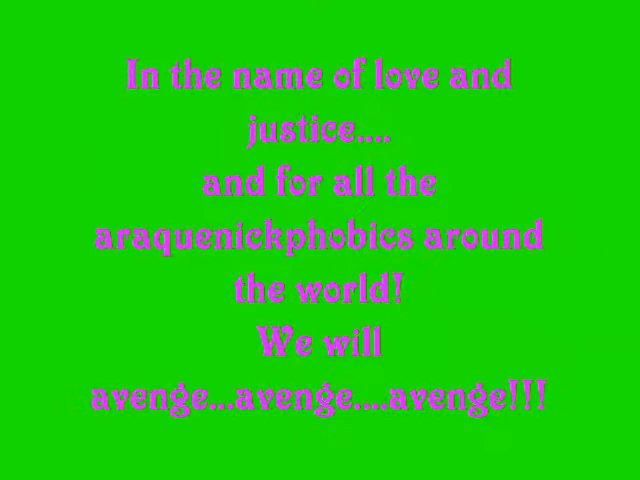 In the name of love and
justice....
and for all the
araquenickphobics around
the world!
We will
avenge...avenge....avenge!!!